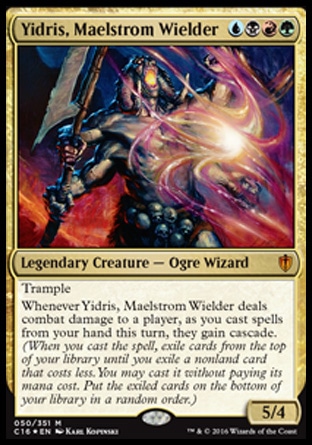 Yidris, Maelstrom Wielder
Legendary Creature — Ogre Wizard
Trample
Whenever Yidris, Maelstrom Wielder deals
combat damage to a player, as you cast spells
from your hand this turn, they gain cascade.
(When you cast the spell, exile cards from the top
of your library until you exile a nonland card
that costs less. You may cast it without paying its
mana cost. Put the exiled cards on the bottom of
your library in a random order.)
5/4
050/351 M
C16 ★ EN Karl Kopinski
™ & © 2016 Wizards of the Coast